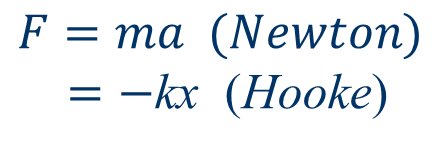 F = ma (Newton)
= −kx (Hooke)